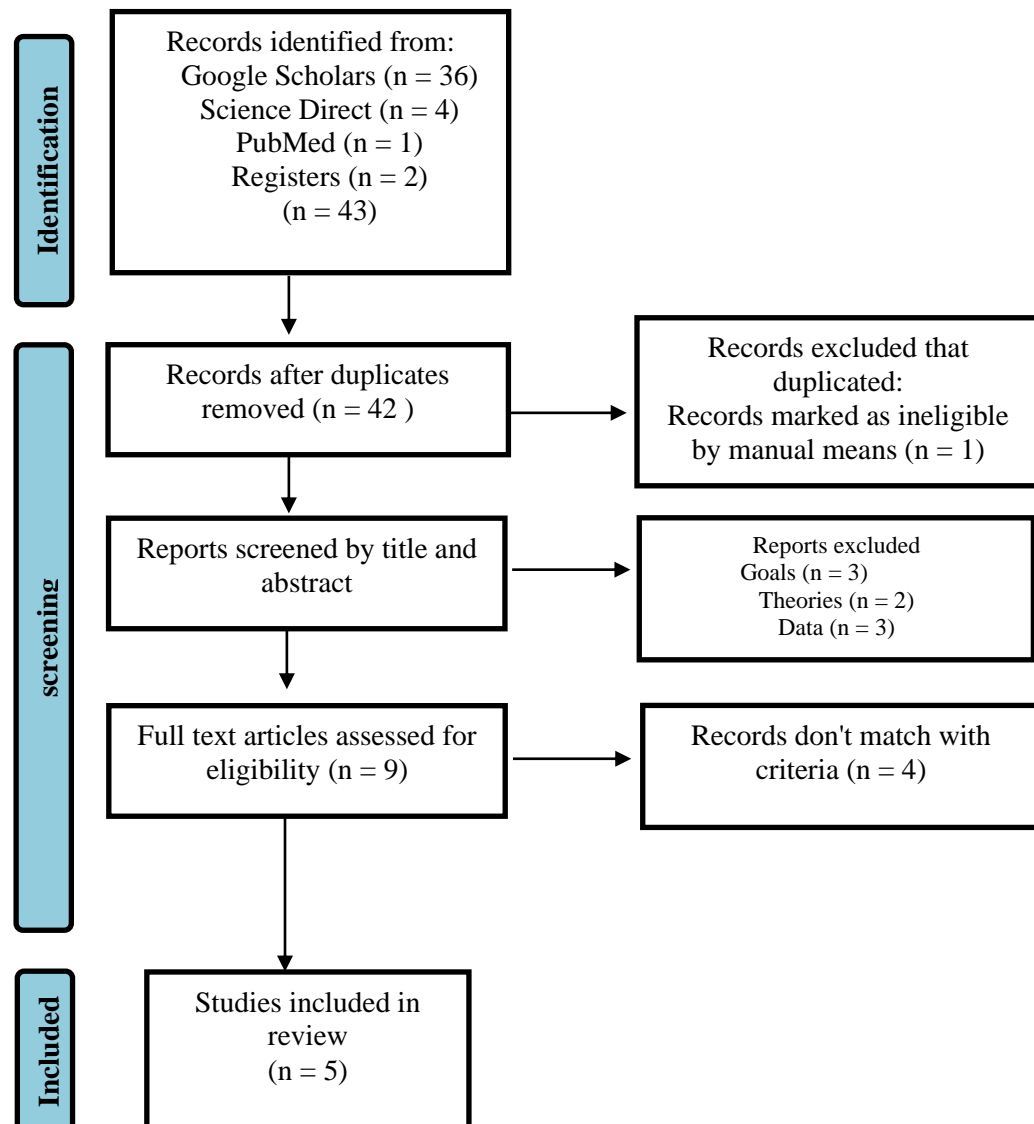 Identification
Records identified from:
Google Scholars (n = 36)
Science Direct (n = 4)
PubMed (n = 1)
Registers (n = 2)
(n = 43)
screening
Records after duplicates
removed (n = 42 )
Records excluded that
duplicated:
Records marked as ineligible
by manual means (n = 1)
Reports screened by title and
abstract
Reports excluded
Goals (n = 3)
Theories (n = 2)
Data (n = 3)
Full text articles assessed for
eligibility (n = 9)
Records don't match with
criteria (n = 4)
Included
Studies included in
review
(n = 5)